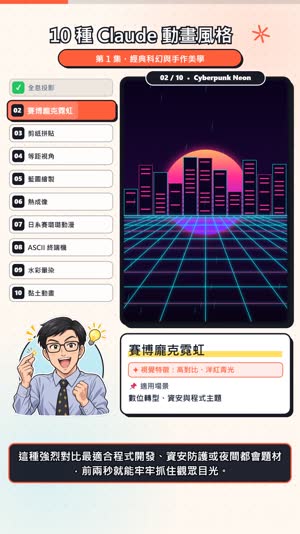 10 種 Claude 動畫風格
第 1 集．經典科幻與手作美學
全息投影
02 賽博龐克霓虹
03 剪紙拼貼
04 等距視角
05 藍圖繪製
06 熱成像
07 日系賽璐璐動漫
08 ASCII 終端機
09 水彩暈染
10 黏土動畫
02 / 10 • Cyberpunk Neon
賽博龐克霓虹
視覺特徵：高對比、洋紅青光
適用場景
數位轉型、資安與程式主題
這種強烈對比最適合程式開發、資安防護或夜間都會題材
，前兩秒就能牢牢抓住觀眾目光。